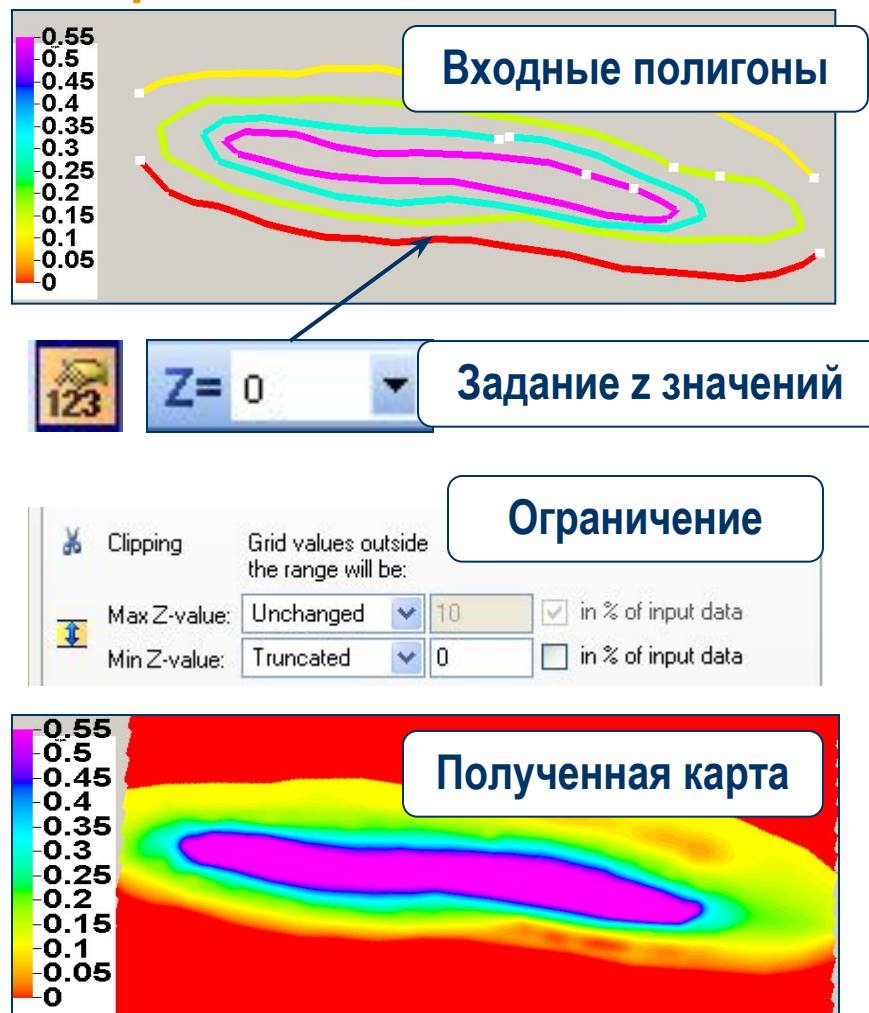 0.55
0.5
0.45
0.4
0.35
0.3
0.25
0.2
0.15
0.1
0.05
0
Входные полигоны
123
Z= 0
Задание z значений
Ограничение
Clipping
Grid values outside
the range will be:
Max Z-value: Unchanged 10 in % of input data
Min Z-value: Truncated 0 in % of input data
0.55
0.5
0.45
0.4
0.35
0.3
0.25
0.2
0.15
0.1
0.05
0
Полученная карта